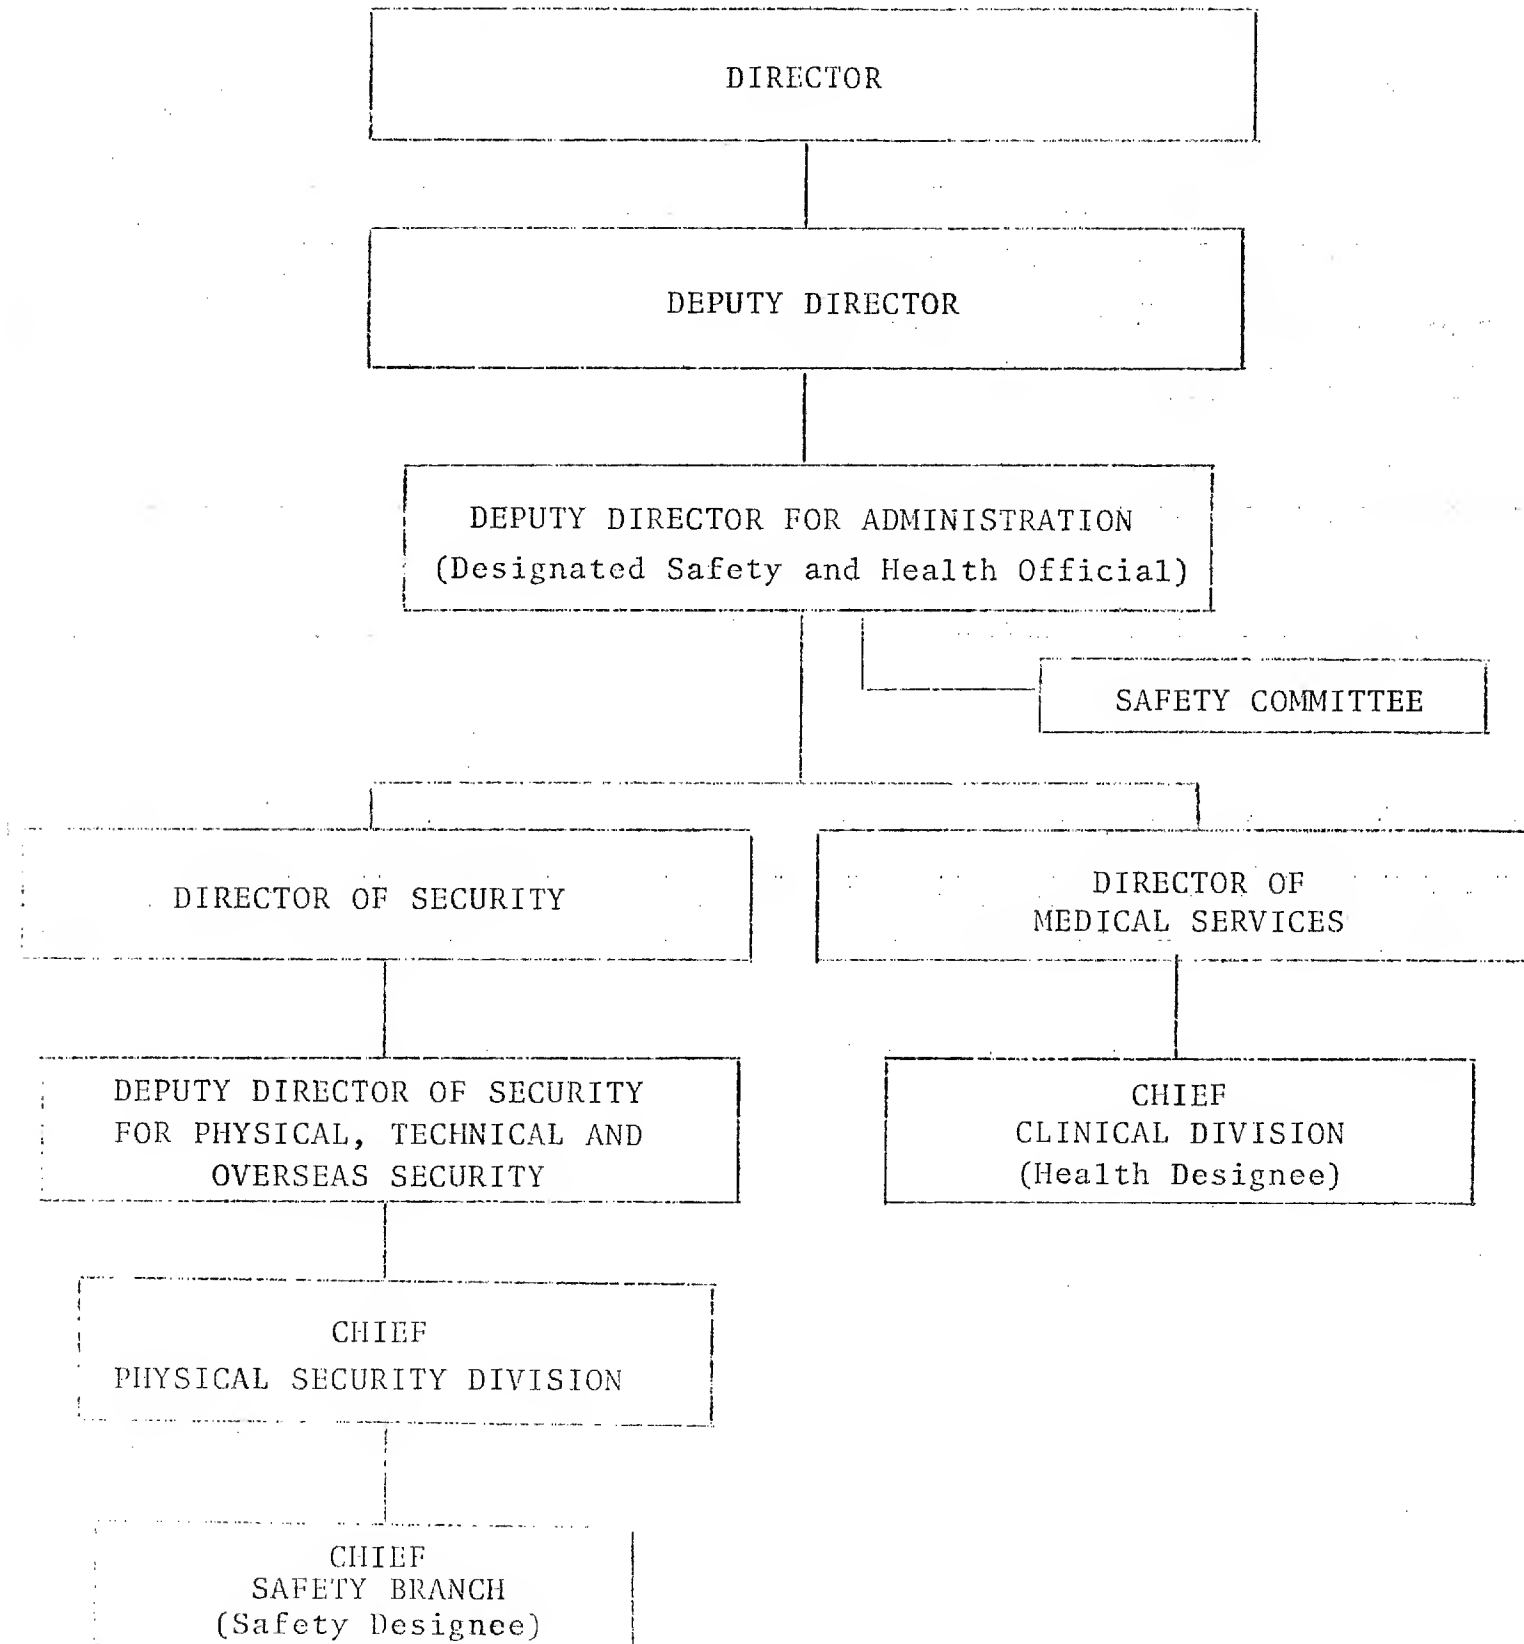 DIRECTOR
DEPUTY DIRECTOR
DEPUTY DIRECTOR FOR ADMINISTRATION
(Designated Safety and Health Official)
SAFETY COMMITTEE
DIRECTOR OF SECURITY
DIRECTOR OF
MEDICAL SERVICES
DEPUTY DIRECTOR OF SECURITY
FOR PHYSICAL, TECHNICAL AND
OVERSEAS SECURITY
CHIEF
CLINICAL DIVISION
(Health Designee)
CHIEF
PHYSICAL SECURITY DIVISION
CHIEF
SAFETY BRANCH
(Safety Designee)